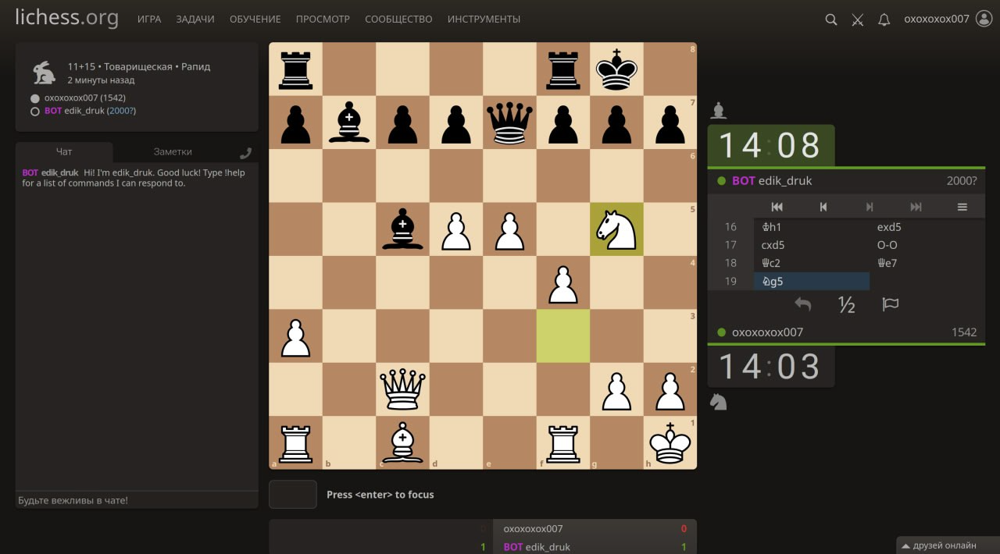 lichess.org ИГРА ЗАДАЧИ ОБУЧЕНИЕ ПРОСМОТР СООБЩЕСТВО ИНСТРУМЕНТЫ oxoxoxox007
11+15 • Товарищеская • Рапид
2 минуты назад
oxoxoxox007 (1542)
BOT edik_druk (2000?)
Чат Заметки
BOT edik_druk Hi! I'm edik_druk. Good luck! Type !help
for a list of commands I can respond to.
Будьте вежливы в чате!
8
7
6
5
4
3
2
1
a b c d e f g h
Press <enter> to focus
0 oxoxoxox007 0
1 BOT edik_druk 1
14:08
BOT edik_druk 2000?
16 ♔h1 exd5
17 cxd5 O-O
18 ♕c2 ♕e7
19 ♘g5
½
oxoxoxox007 1542
14:03
друзей онлайн